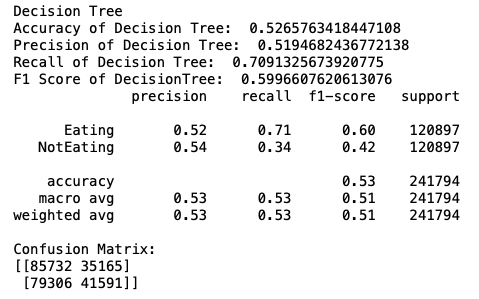 Decision Tree
Accuracy of Decision Tree:  0.5265763418447108
Precision of Decision Tree:  0.5194682436772138
Recall of Decision Tree:  0.7091325673920775
F1 Score of DecisionTree:  0.5996607620613076
precision    recall  f1-score   support
Eating       0.52      0.71      0.60    120897
NotEating       0.54      0.34      0.42    120897
accuracy                           0.53    241794
macro avg       0.53      0.53      0.51    241794
weighted avg       0.53      0.53      0.51    241794
Confusion Matrix:
[[85732 35165]
[79306 41591]]